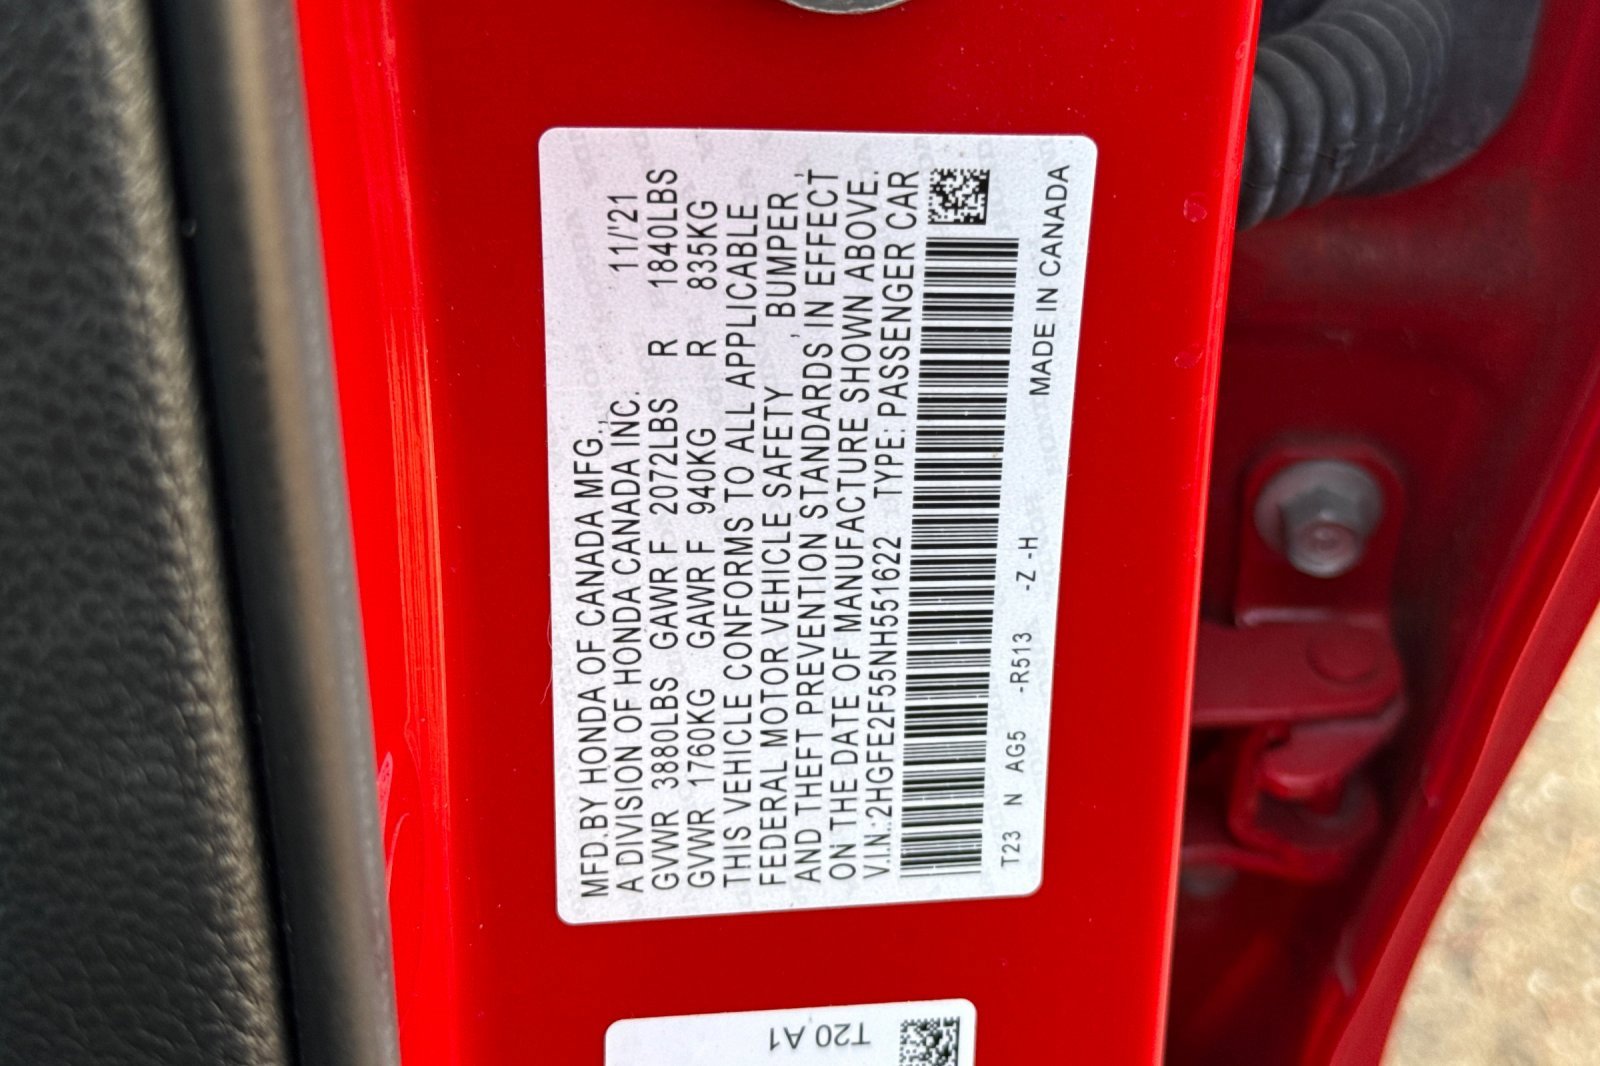 MFD.BY HONDA OF CANADA MFG., 11/'21
A DIVISION OF HONDA CANADA INC.
GVWR 3880LBS GAWR F 2072LBS R 1840LBS
GVWR 1760KG GAWR F 940KG R 835KG
THIS VEHICLE CONFORMS TO ALL APPLICABLE
FEDERAL MOTOR VEHICLE SAFETY , BUMPER ,
AND THEFT PREVENTION STANDARDS IN EFFECT
ON THE DATE OF MANUFACTURE SHOWN ABOVE.
V.I.N.:2HGFE2F55NH551622 TYPE: PASSENGER CAR
T23 N AG5 -R513 -Z -H MADE IN CANADA
T20 A1